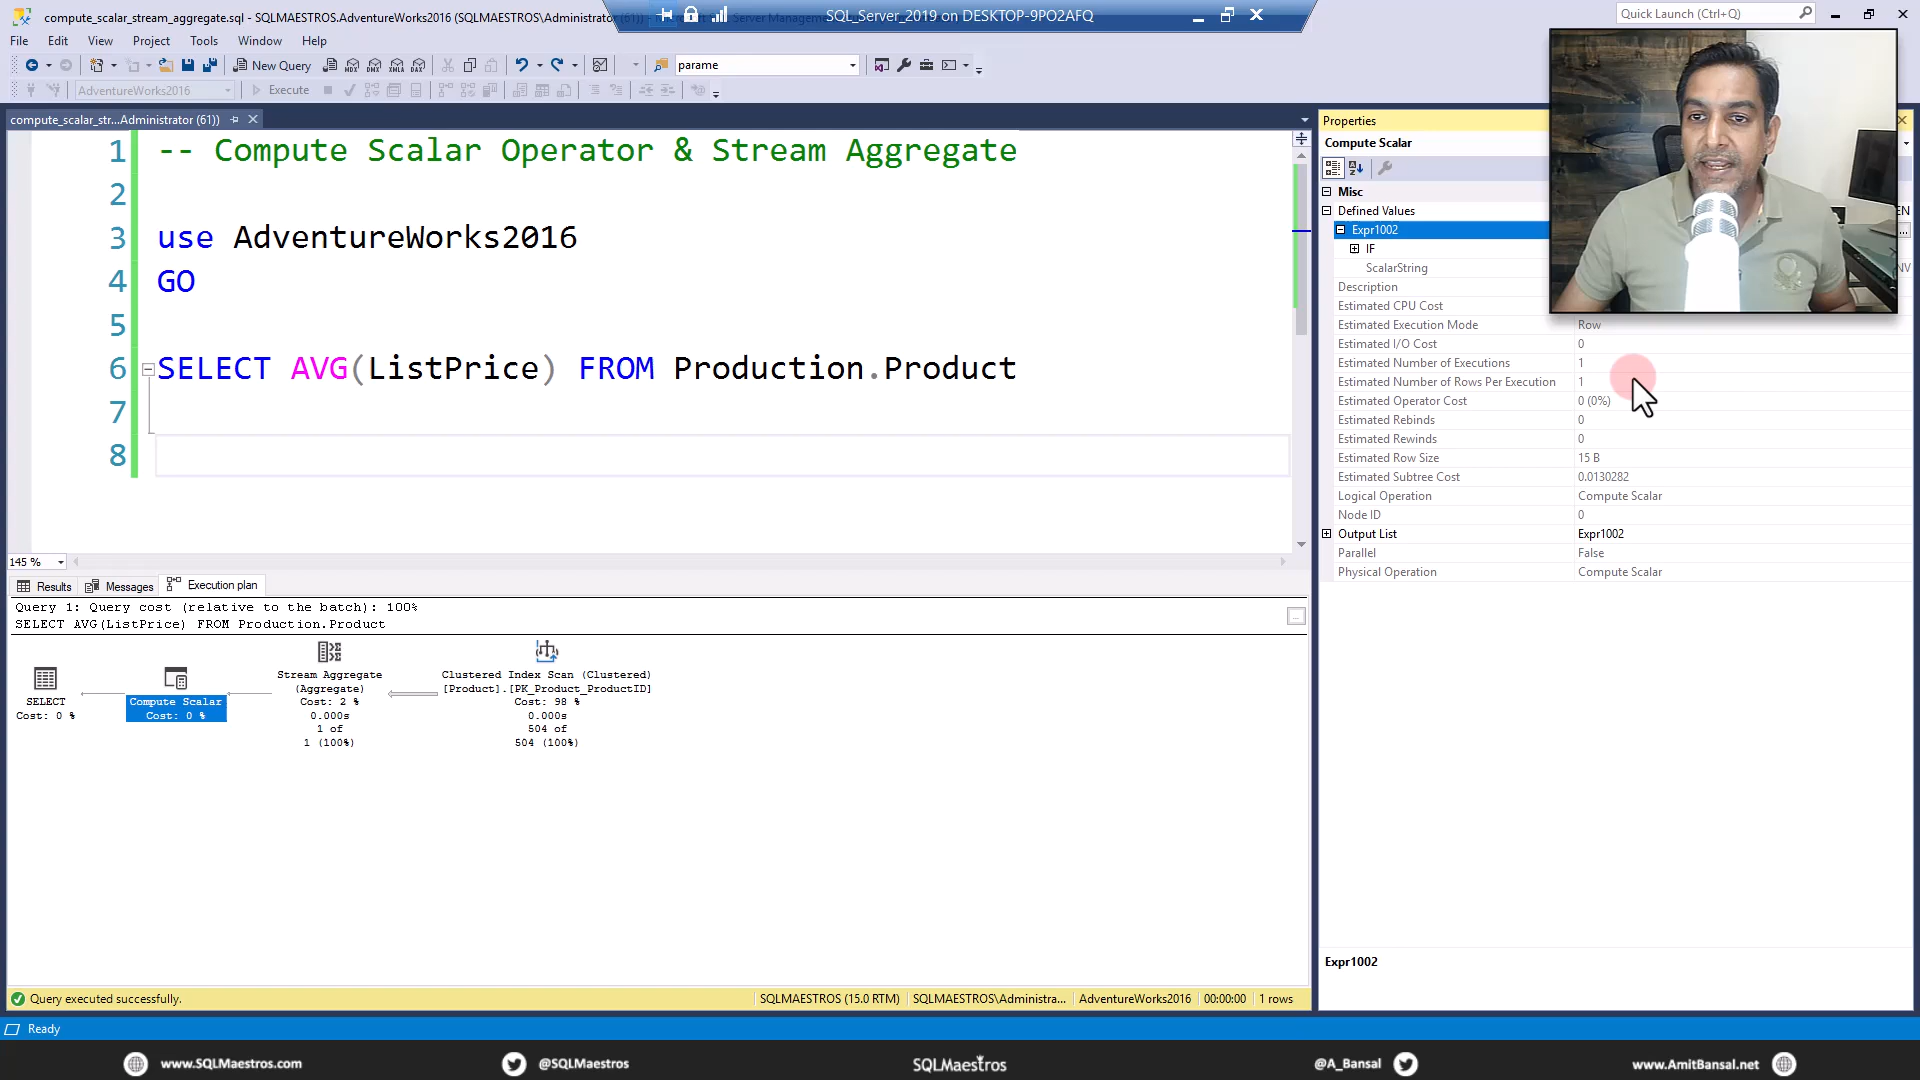 compute_scalar_stream_aggregate.sql - SQLMAESTROS.AdventureWorks2016 (SQLMAESTROS\Administrator
SQL_Server_2019 on DESKTOP-9PO2AFQ
Quick Launch (Ctrl+Q)
File Edit View Project Tools Window Help
New Query
parame
AdventureWorks2016
Execute
compute_scalar_str...Administrator (61))
1 -- Compute Scalar Operator & Stream Aggregate
2
3 use AdventureWorks2016
4 GO
5
6 SELECT AVG(ListPrice) FROM Production.Product
7
8
145 %
Results Messages Execution plan
Query 1: Query cost (relative to the batch): 100%
SELECT AVG(ListPrice) FROM Production.Product
SELECT
Cost: 0 %
Compute Scalar
Cost: 0 %
Stream Aggregate
(Aggregate)
Cost: 2 %
0.000s
1 of
1 (100%)
Clustered Index Scan (Clustered)
[Product].[PK_Product_ProductID]
Cost: 98 %
0.000s
504 of
504 (100%)
Query executed successfully.
SQLMAESTROS (15.0 RTM) SQLMAESTROS\Administra... AdventureWorks2016 00:00:00 1 rows
Ready
Properties
Compute Scalar
Misc
Defined Values
Expr1002
IF
ScalarString
Description
Estimated CPU Cost
Estimated Execution Mode Row
Estimated I/O Cost 0
Estimated Number of Executions 1
Estimated Number of Rows Per Execution 1
Estimated Operator Cost 0 (0%)
Estimated Rebinds 0
Estimated Rewinds 0
Estimated Row Size 15 B
Estimated Subtree Cost 0.0130282
Logical Operation Compute Scalar
Node ID 0
Output List Expr1002
Parallel False
Physical Operation Compute Scalar
Expr1002
www.SQLMaestros.com @SQLMaestros SQLMaestros @A_Bansal www.AmitBansal.net